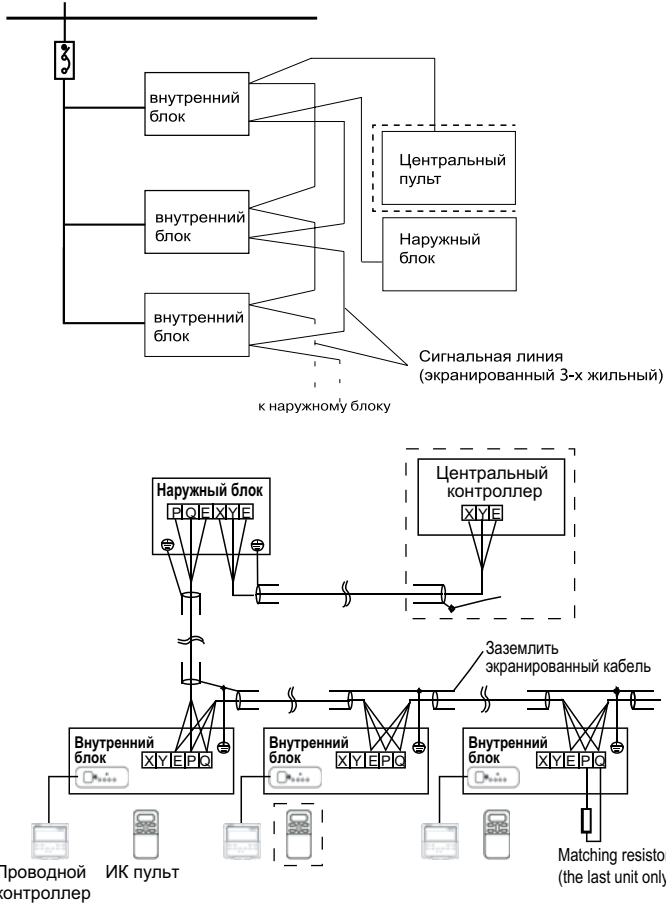 внутренний
блок
Центральный
пульт
внутренний
блок
Наружный
блок
внутренний
блок
Сигнальная линия
(экранированный 3-х жильный)
к наружному блоку
Наружный блок
P Q E X Y E
Центральный
контроллер
X Y E
Заземлить
экранированный кабель
Внутренний
блок
X Y E P Q
Внутренний
блок
X Y E P Q
Внутренний
блок
X Y E P Q
Проводной
контроллер
ИК пульт
Matching resistor
(the last unit only